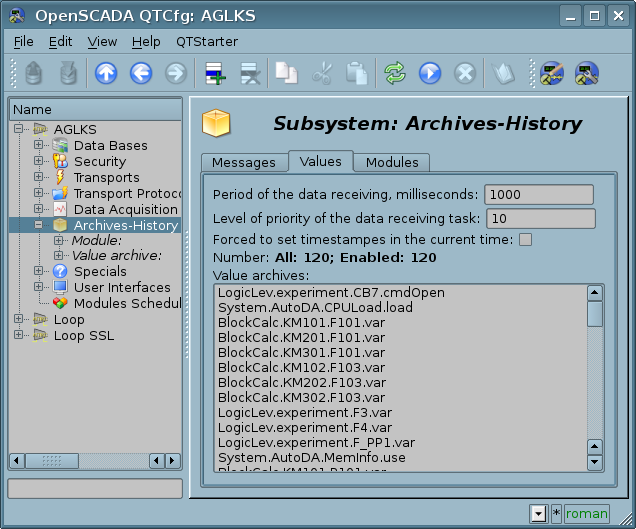 OpenSCADA QTCfg: AGLKS
File Edit View Help QTStarter
Name
AGLKS
Data Bases
Security
Transports
Transport Protoc
Data Acquisition
Archives-History
Module:
Value archive:
Specials
User Interfaces
Modules Schedul
Loop
Loop SSL
Subsystem: Archives-History
Messages Values Modules
Period of the data receiving, milliseconds: 1000
Level of priority of the data receiving task: 10
Forced to set timestampes in the current time:
Number: All: 120; Enabled: 120
Value archives:
LogicLev.experiment.CB7.cmdOpen
System.AutoDA.CPULoad.load
BlockCalc.KM101.F101.var
BlockCalc.KM201.F101.var
BlockCalc.KM301.F101.var
BlockCalc.KM102.F103.var
BlockCalc.KM202.F103.var
BlockCalc.KM302.F103.var
LogicLev.experiment.F3.var
LogicLev.experiment.F4.var
LogicLev.experiment.F_PP1.var
System.AutoDA.MemInfo.use
BlockCalc.KM101.P101.var
* roman